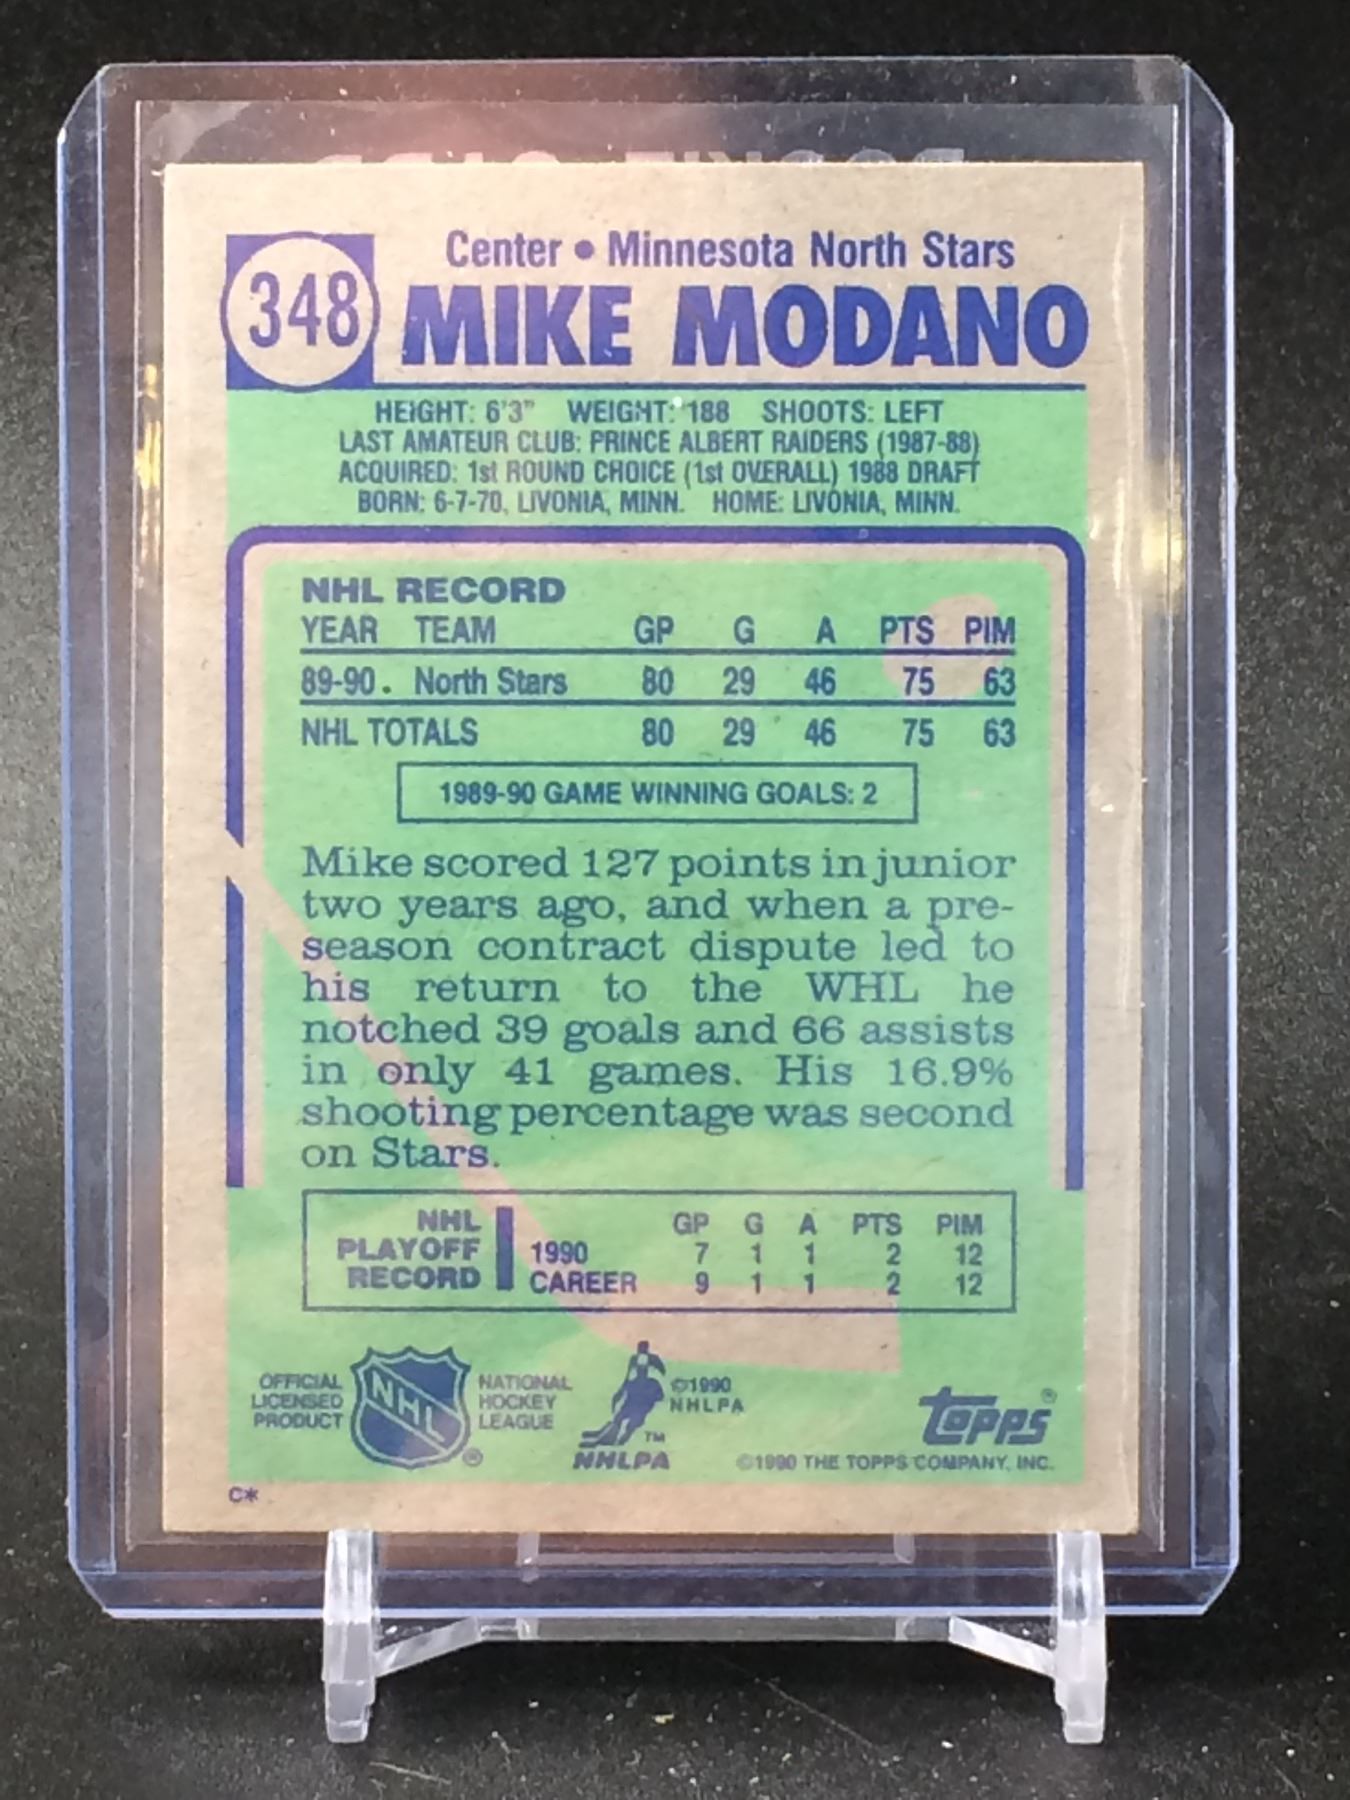 348
Center • Minnesota North Stars
MIKE MODANO
HEIGHT: 6'3" WEIGHT: 188 SHOOTS: LEFT
LAST AMATEUR CLUB: PRINCE ALBERT RAIDERS (1987-88)
ACQUIRED: 1st ROUND CHOICE (1st OVERALL) 1988 DRAFT
BORN: 6-7-70, LIVONIA, MINN. HOME: LIVONIA, MINN.
NHL RECORD
YEAR TEAM GP G A PTS PIM
89-90 . North Stars 80 29 46 75 63
NHL TOTALS 80 29 46 75 63
1989-90 GAME WINNING GOALS: 2
Mike scored 127 points in junior
two years ago, and when a pre-
season contract dispute led to
his return to the WHL he
notched 39 goals and 66 assists
in only 41 games. His 16.9%
shooting percentage was second
on Stars.
NHL PLAYOFF RECORD
GP G A PTS PIM
1990 7 1 1 2 12
CAREER 9 1 1 2 12
OFFICIAL
LICENSED
PRODUCT
NHL
®
NATIONAL
HOCKEY
LEAGUE
TM
NHLPA
©1990
NHLPA
Topps®
©1990 THE TOPPS COMPANY, INC.
C*